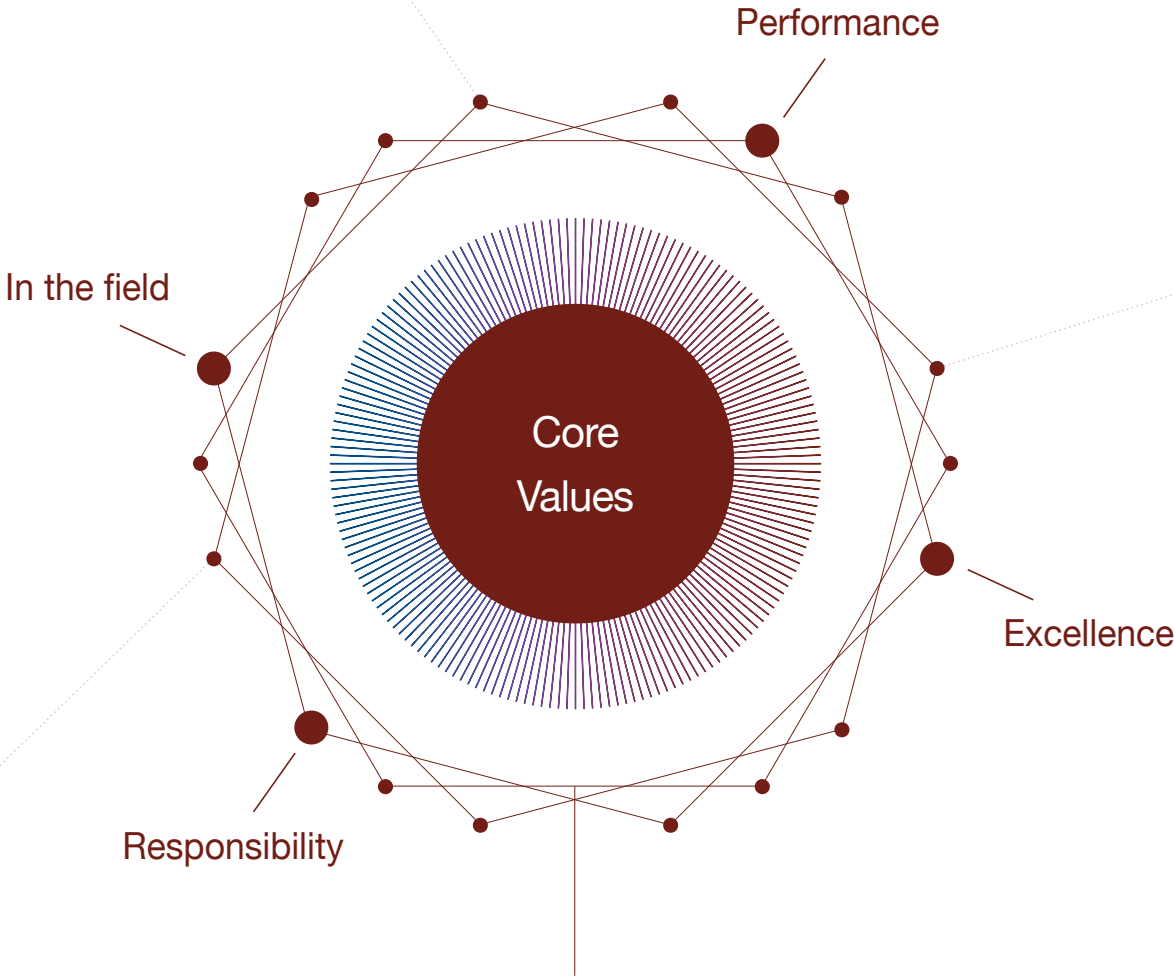 Performance
In the field
Core
Values
Excellence
Responsibility